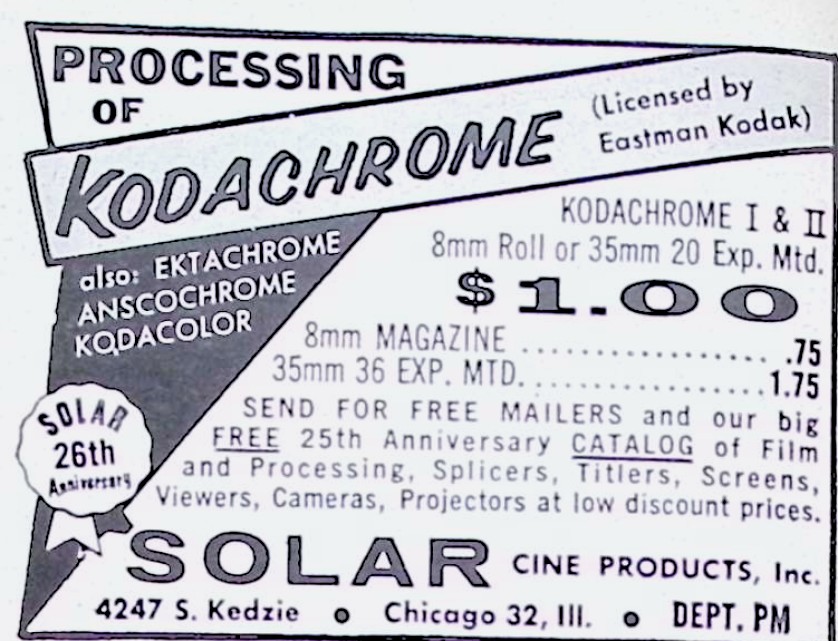 PROCESSING
OF
KODACHROME
(Licensed by
Eastman Kodak)
KODACHROME I & II
8mm Roll or 35mm 20 Exp. Mtd.
$1.00
also: EKTACHROME
ANSCOCHROME
KODACOLOR
8mm MAGAZINE .................. .75
35mm 36 EXP. MTD. ................ 1.75
SEND FOR FREE MAILERS and our big
FREE 25th Anniversary CATALOG of Film
and Processing, Splicers, Titlers, Screens,
Viewers, Cameras, Projectors at low discount prices.
SOLAR
26th
Anniversary
SOLAR CINE PRODUCTS, Inc.
4247 S. Kedzie • Chicago 32, Ill. • DEPT. PM